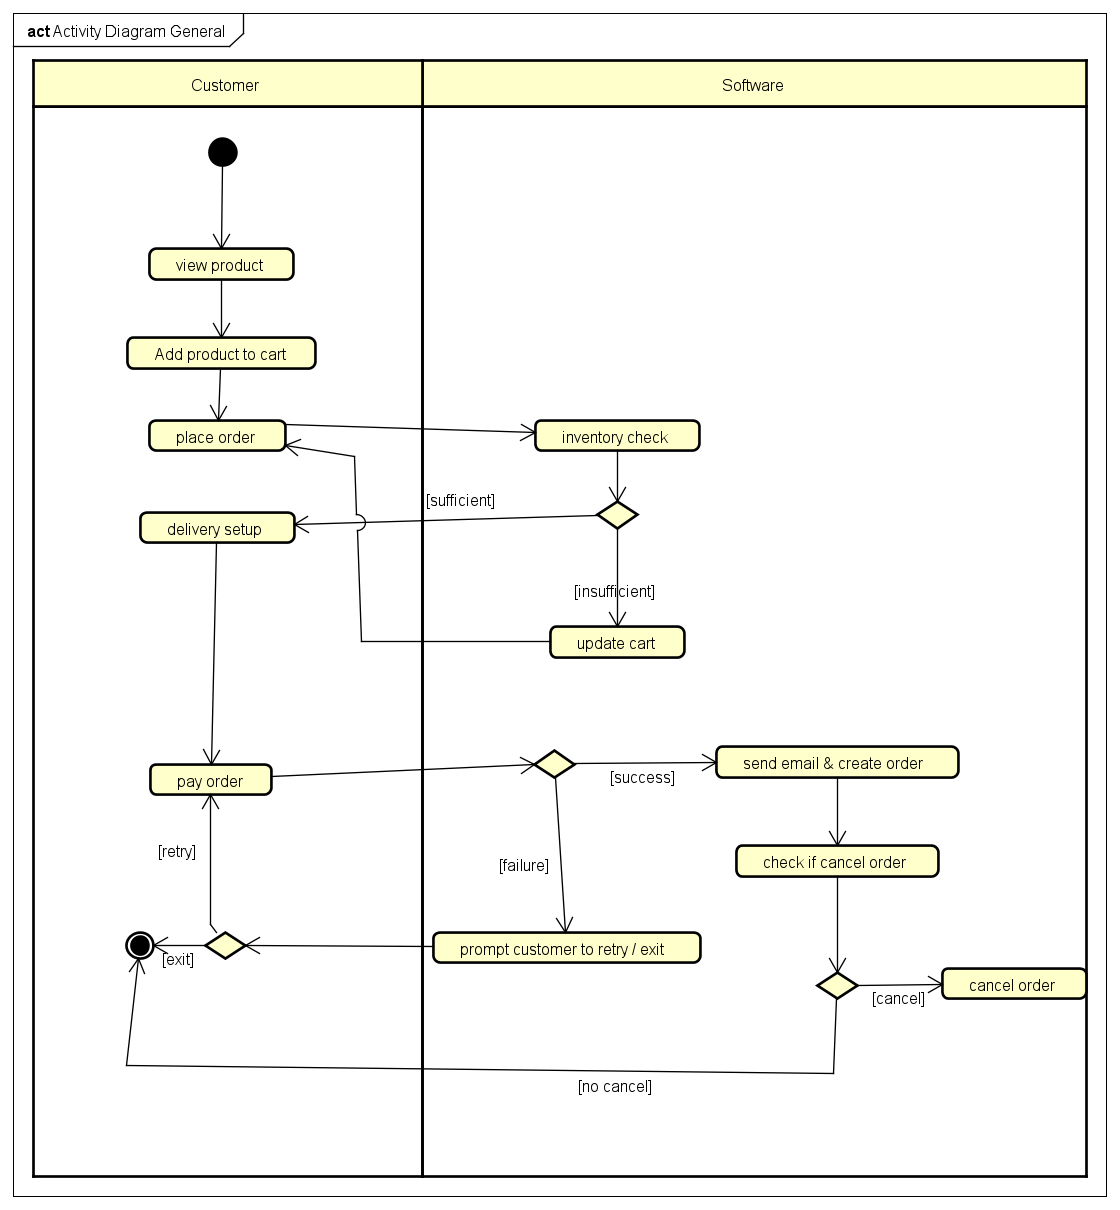 act Activity Diagram General
Customer
Software
view product
Add product to cart
place order
inventory check
[sufficient]
delivery setup
[insufficient]
update cart
pay order
send email & create order
[success]
[retry]
[failure]
check if cancel order
prompt customer to retry / exit
[exit]
cancel order
[cancel]
[no cancel]